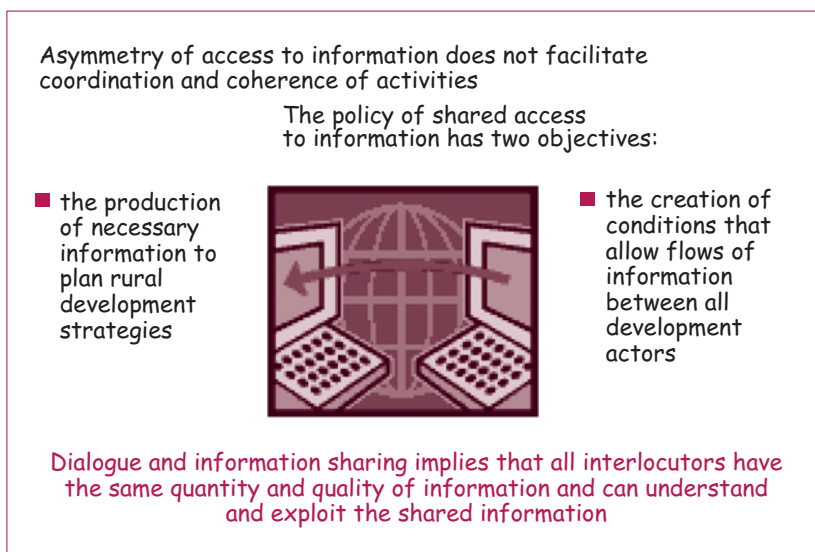 Asymmetry of access to information does not facilitate
coordination and coherence of activities
The policy of shared access
to information has two objectives:
the production
of necessary
information to
plan rural
development
strategies
the creation of
conditions that
allow flows of
information
between all
development
actors
Dialogue and information sharing implies that all interlocutors have
the same quantity and quality of information and can understand
and exploit the shared information